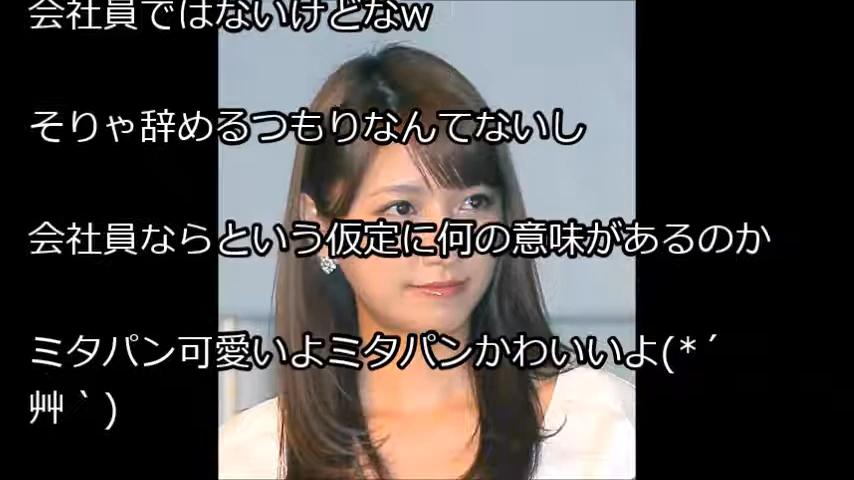 会社員ではないけどなw
そりゃ辞めるつもりなんてないし
会社員ならという仮定に何の意味があるのか
ミタパン可愛いよミタパンかわいいよ(*´
艸｀)